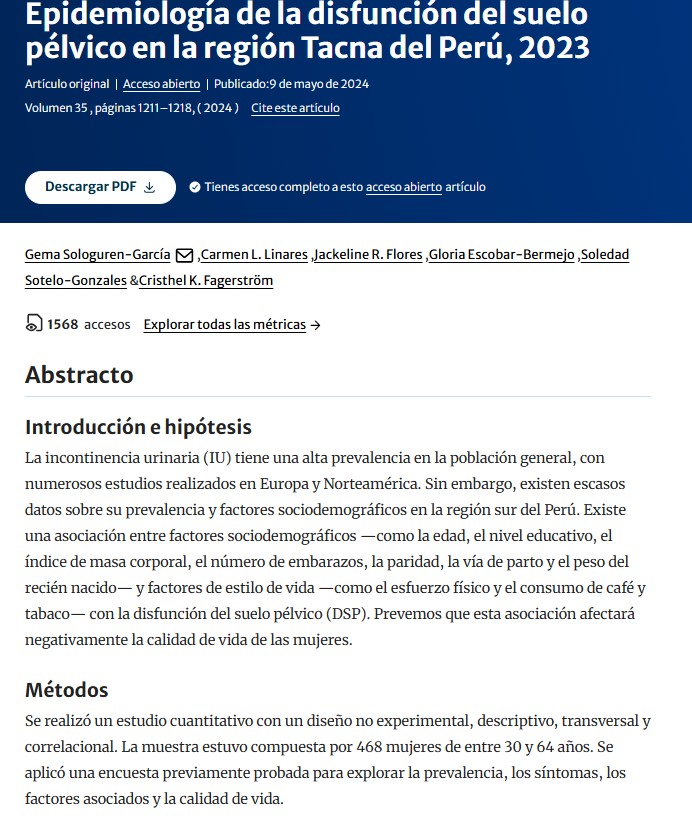 Epidemiología de la disfunción del suelo
pélvico en la región Tacna del Perú, 2023
Artículo original | Acceso abierto | Publicado:9 de mayo de 2024
Volumen 35 , páginas 1211–1218, ( 2024 ) Cite este artículo
Descargar PDF Tienes acceso completo a esto acceso abierto artículo
Gema Sologuren-García ,Carmen L. Linares ,Jackeline R. Flores ,Gloria Escobar-Bermejo ,Soledad
Sotelo-Gonzales &Cristhel K. Fagerström
1568 accesos Explorar todas las métricas →
Abstracto
Introducción e hipótesis
La incontinencia urinaria (IU) tiene una alta prevalencia en la población general, con
numerosos estudios realizados en Europa y Norteamérica. Sin embargo, existen escasos
datos sobre su prevalencia y factores sociodemográficos en la región sur del Perú. Existe
una asociación entre factores sociodemográficos —como la edad, el nivel educativo, el
índice de masa corporal, el número de embarazos, la paridad, la vía de parto y el peso del
recién nacido— y factores de estilo de vida —como el esfuerzo físico y el consumo de café y
tabaco— con la disfunción del suelo pélvico (DSP). Prevemos que esta asociación afectará
negativamente la calidad de vida de las mujeres.
Métodos
Se realizó un estudio cuantitativo con un diseño no experimental, descriptivo, transversal y
correlacional. La muestra estuvo compuesta por 468 mujeres de entre 30 y 64 años. Se
aplicó una encuesta previamente probada para explorar la prevalencia, los síntomas, los
factores asociados y la calidad de vida.